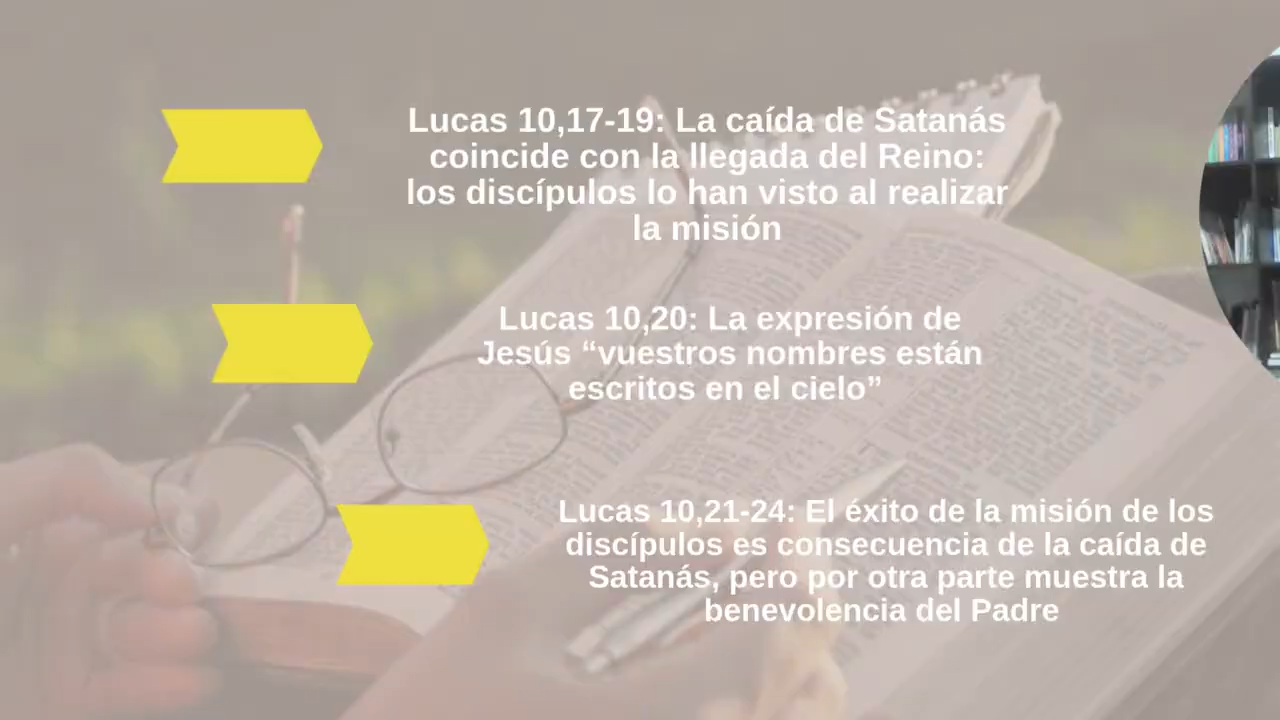 Lucas 10,17-19: La caída de Satanás
coincide con la llegada del Reino:
los discípulos lo han visto al realizar
la misión
Lucas 10,20: La expresión de
Jesús “vuestros nombres están
escritos en el cielo”
Lucas 10,21-24: El éxito de la misión de los
discípulos es consecuencia de la caída de
Satanás, pero por otra parte muestra la
benevolencia del Padre